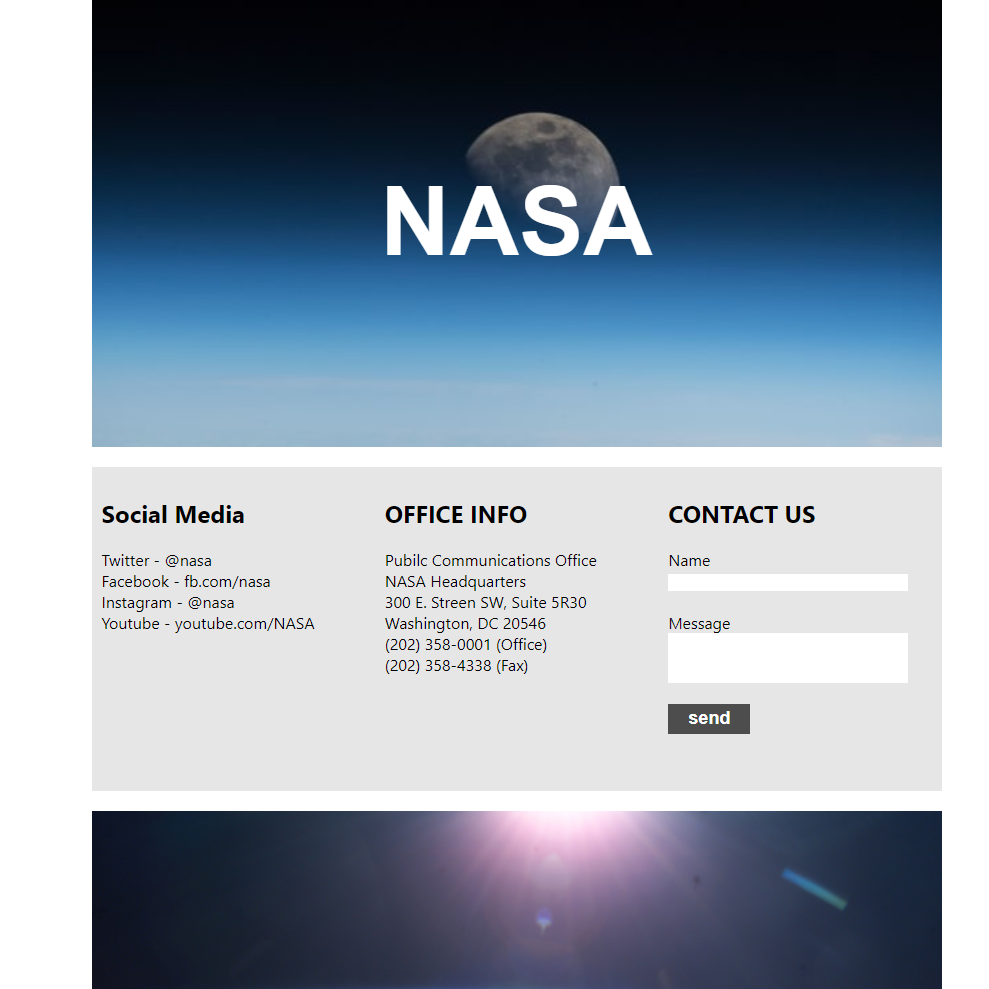 NASA
Social Media
Twitter - @nasa
Facebook - fb.com/nasa
Instagram - @nasa
Youtube - youtube.com/NASA
OFFICE INFO
Pubilc Communications Office
NASA Headquarters
300 E. Streen SW, Suite 5R30
Washington, DC 20546
(202) 358-0001 (Office)
(202) 358-4338 (Fax)
CONTACT US
Name
Message
send